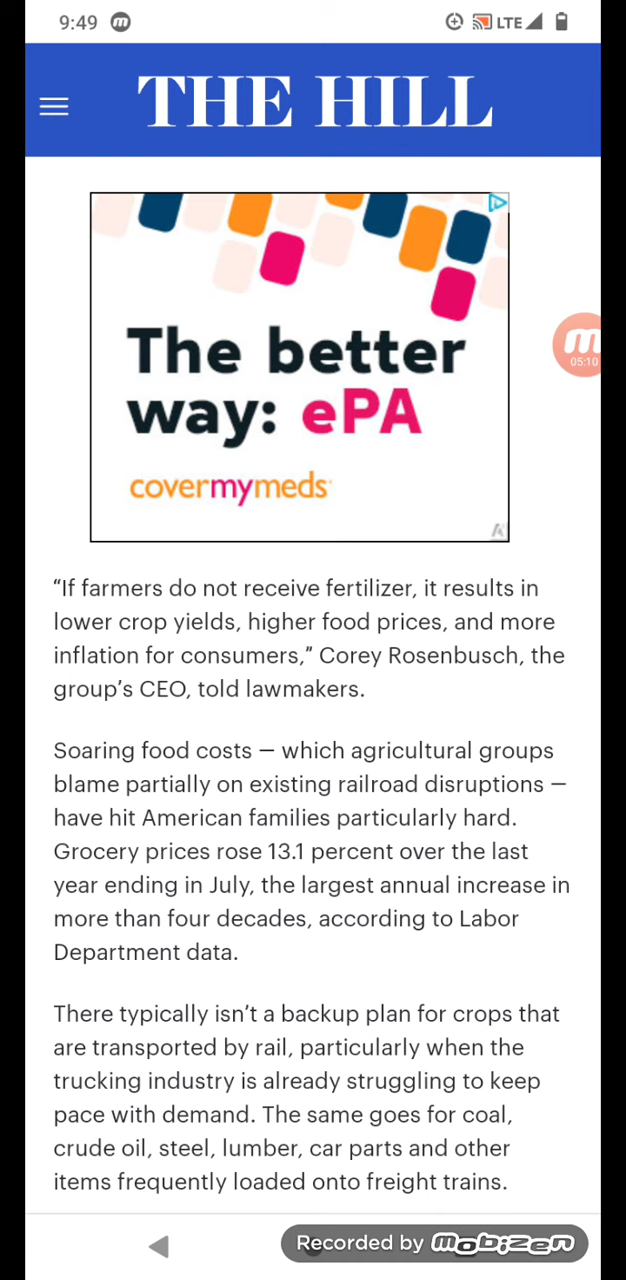 9:49
LTE
THE HILL
The better
way: ePA
covermymeds
05:10
“If farmers do not receive fertilizer, it results in
lower crop yields, higher food prices, and more
inflation for consumers,” Corey Rosenbusch, the
group’s CEO, told lawmakers.
Soaring food costs — which agricultural groups
blame partially on existing railroad disruptions —
have hit American families particularly hard.
Grocery prices rose 13.1 percent over the last
year ending in July, the largest annual increase in
more than four decades, according to Labor
Department data.
There typically isn’t a backup plan for crops that
are transported by rail, particularly when the
trucking industry is already struggling to keep
pace with demand. The same goes for coal,
crude oil, steel, lumber, car parts and other
items frequently loaded onto freight trains.
Recorded by mobizen